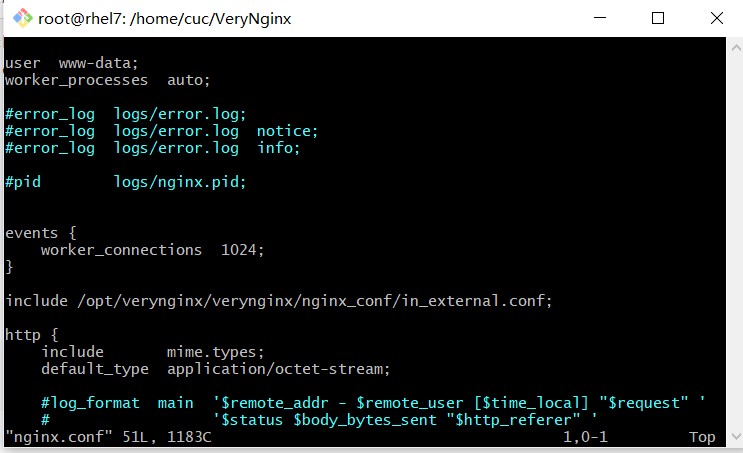 root@rhel7: /home/cuc/VeryNginx
user  www-data;
worker_processes  auto;
#error_log  logs/error.log;
#error_log  logs/error.log  notice;
#error_log  logs/error.log  info;
#pid        logs/nginx.pid;
events {
    worker_connections  1024;
}
include /opt/verynginx/verynginx/nginx_conf/in_external.conf;
http {
    include       mime.types;
    default_type  application/octet-stream;
    #log_format  main  '$remote_addr - $remote_user [$time_local] "$request" '
    #                  '$status $body_bytes_sent "$http_referer" '
"nginx.conf" 51L, 1183C                                       1,0-1         Top